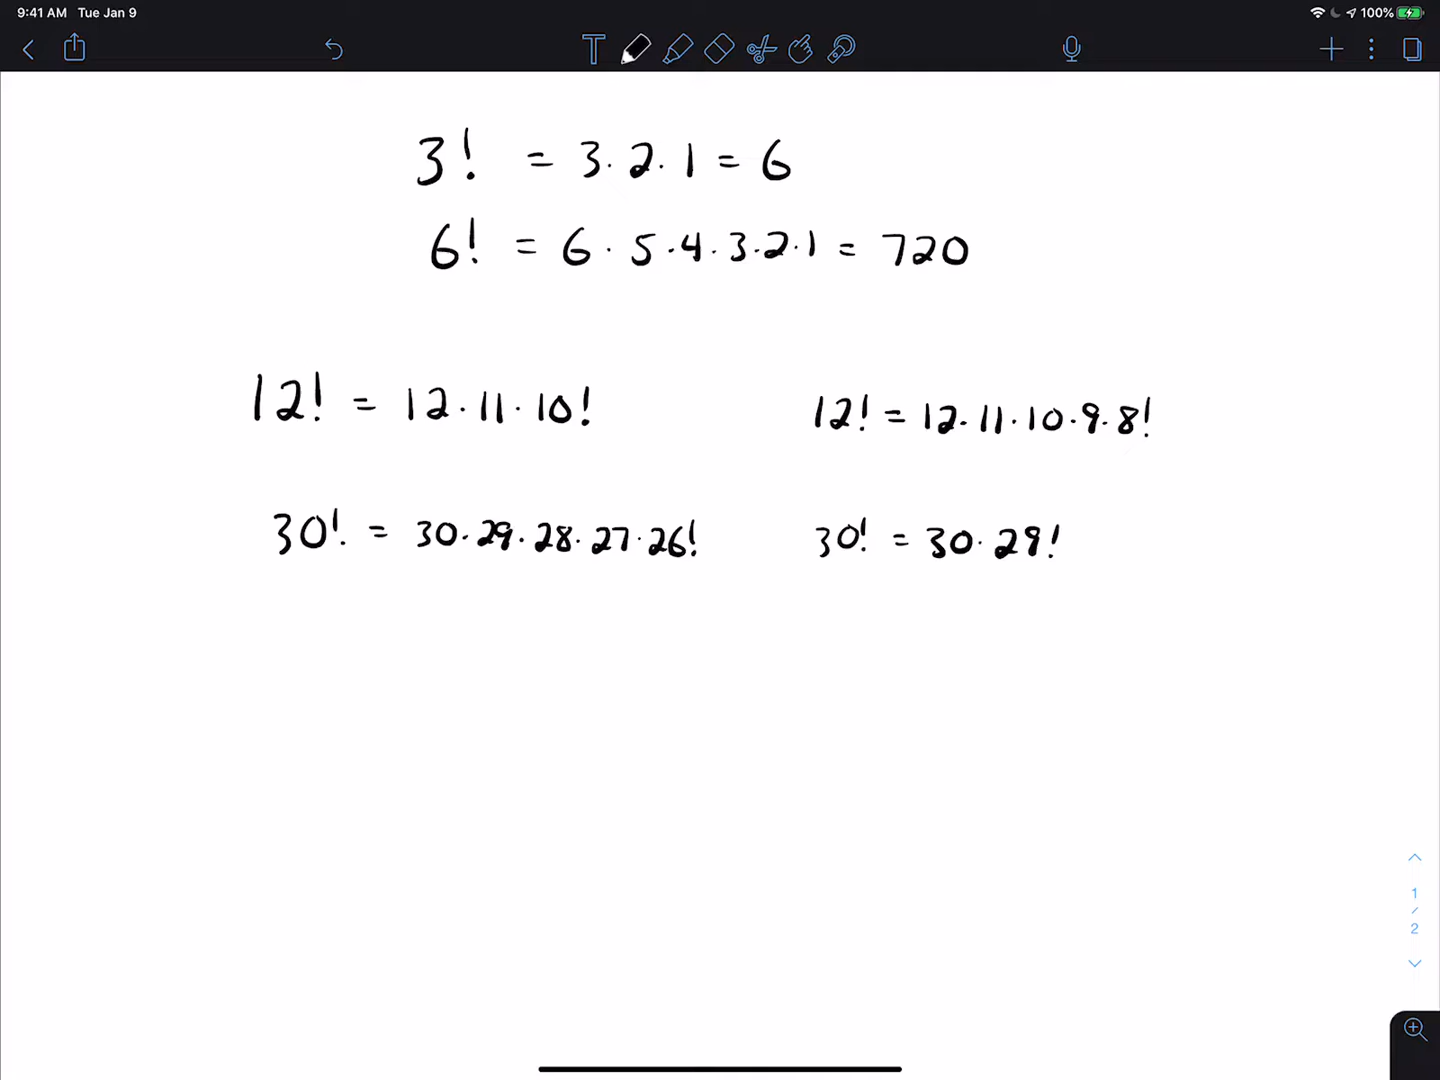 9:41 AM Tue Jan 9
100%
T
3! = 3·2·1 = 6
6! = 6·5·4·3·2·1 = 720
12! = 12·11·10!
12! = 12·11·10·9·8!
30! = 30·29·28·27·26!
30! = 30·29!
1
/
2